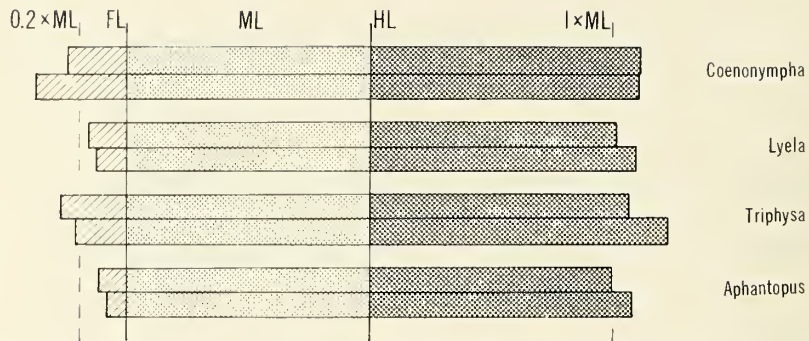 0.2 × ML FL ML HL 1 × ML
Coenonympha
Lyela
Triphysa
Aphantopus